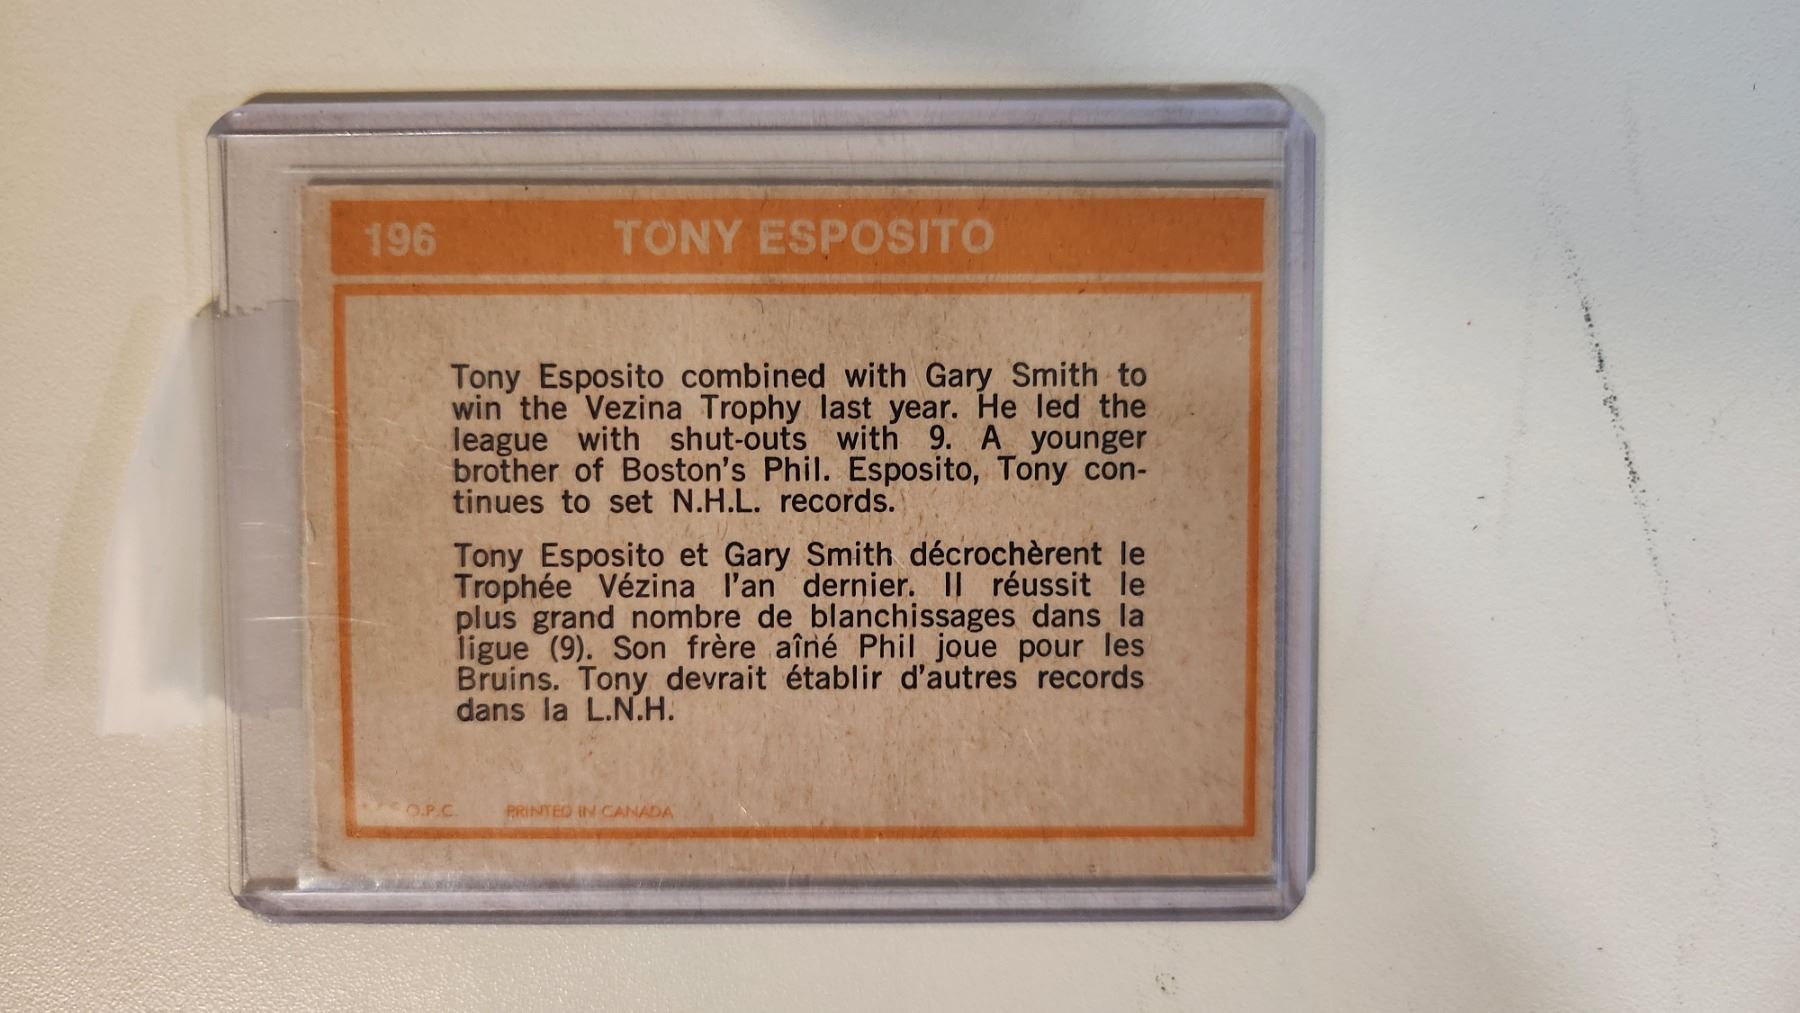 196 TONY ESPOSITO
Tony Esposito combined with Gary Smith to
win the Vezina Trophy last year. He led the
league with shut-outs with 9. A younger
brother of Boston's Phil. Esposito, Tony con-
tinues to set N.H.L. records.
Tony Esposito et Gary Smith décrochèrent le
Trophée Vézina l'an dernier. Il réussit le
plus grand nombre de blanchissages dans la
ligue (9). Son frère aîné Phil joue pour les
Bruins. Tony devrait établir d'autres records
dans la L.N.H.
O.P.C. PRINTED IN CANADA